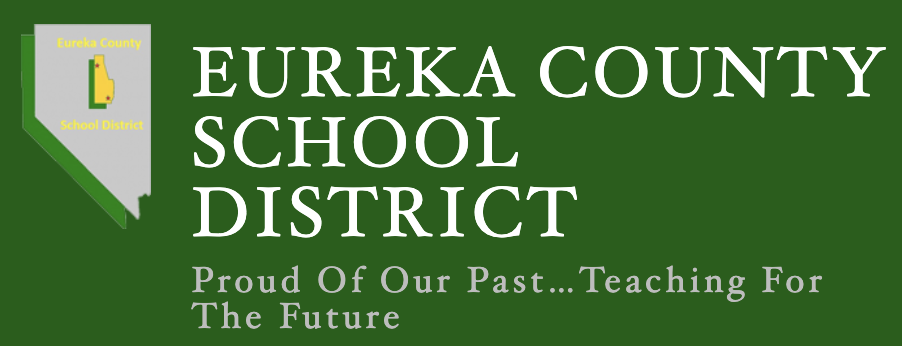 Eureka County
School District
EUREKA COUNTY
SCHOOL
DISTRICT
Proud Of Our Past...Teaching For
The Future